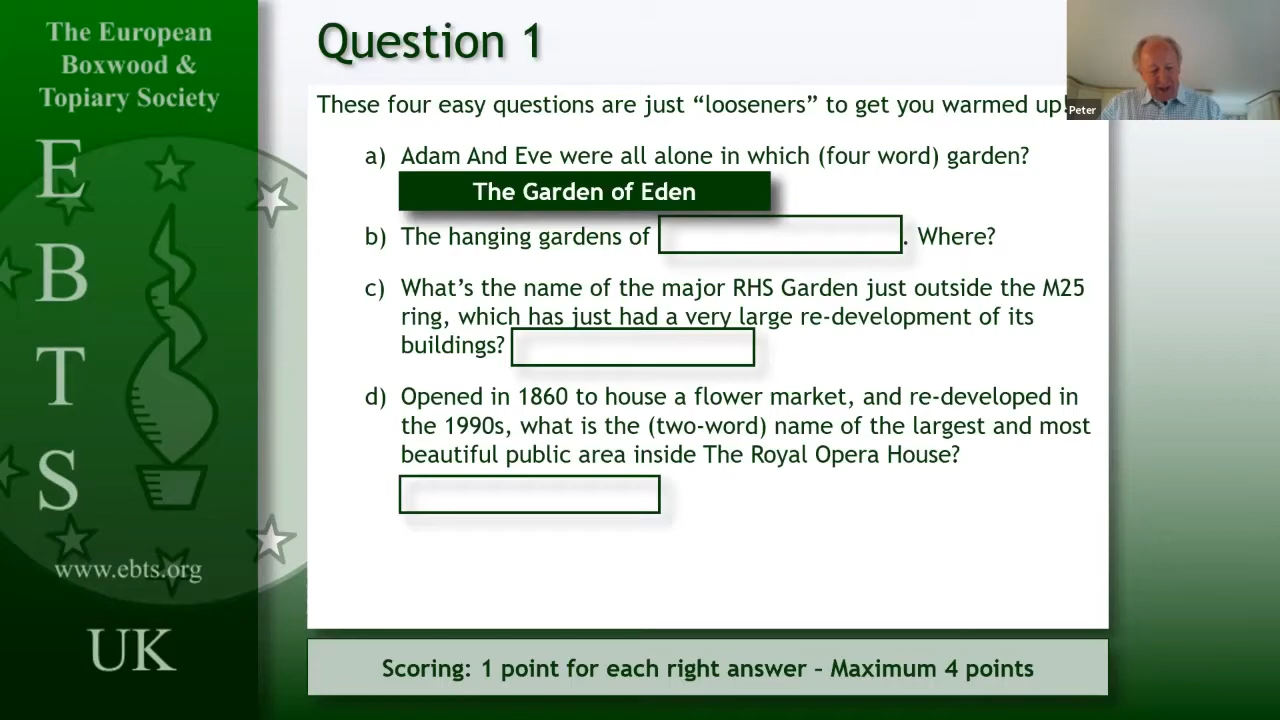 The European
Boxwood &
Topiary Society
E
B
T
S
www.ebts.org
UK
Question 1
These four easy questions are just “looseners” to get you warmed up!
Peter
a) Adam And Eve were all alone in which (four word) garden?
The Garden of Eden
b) The hanging gardens of . Where?
c) What’s the name of the major RHS Garden just outside the M25
ring, which has just had a very large re-development of its
buildings?
d) Opened in 1860 to house a flower market, and re-developed in
the 1990s, what is the (two-word) name of the largest and most
beautiful public area inside The Royal Opera House?
Scoring: 1 point for each right answer – Maximum 4 points